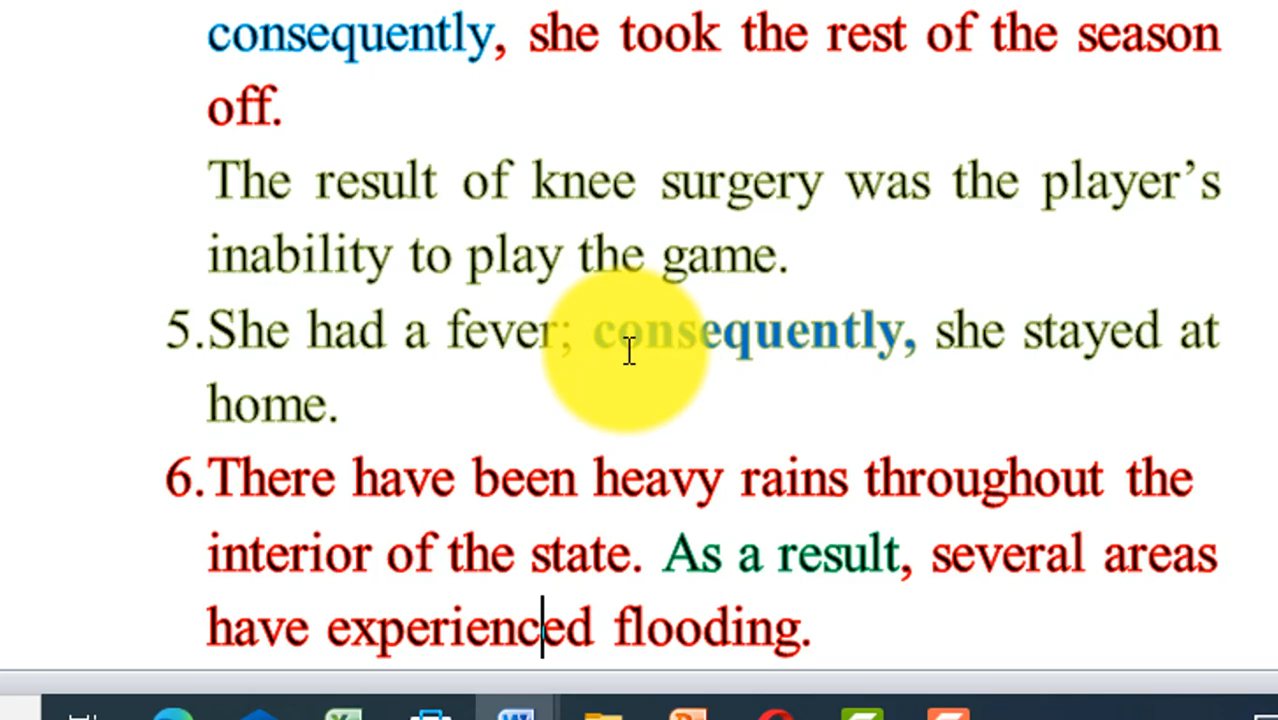 consequently, she took the rest of the season
off.
The result of knee surgery was the player’s
inability to play the game.
5.She had a fever; consequently, she stayed at
home.
6.There have been heavy rains throughout the
interior of the state. As a result, several areas
have experienced flooding.